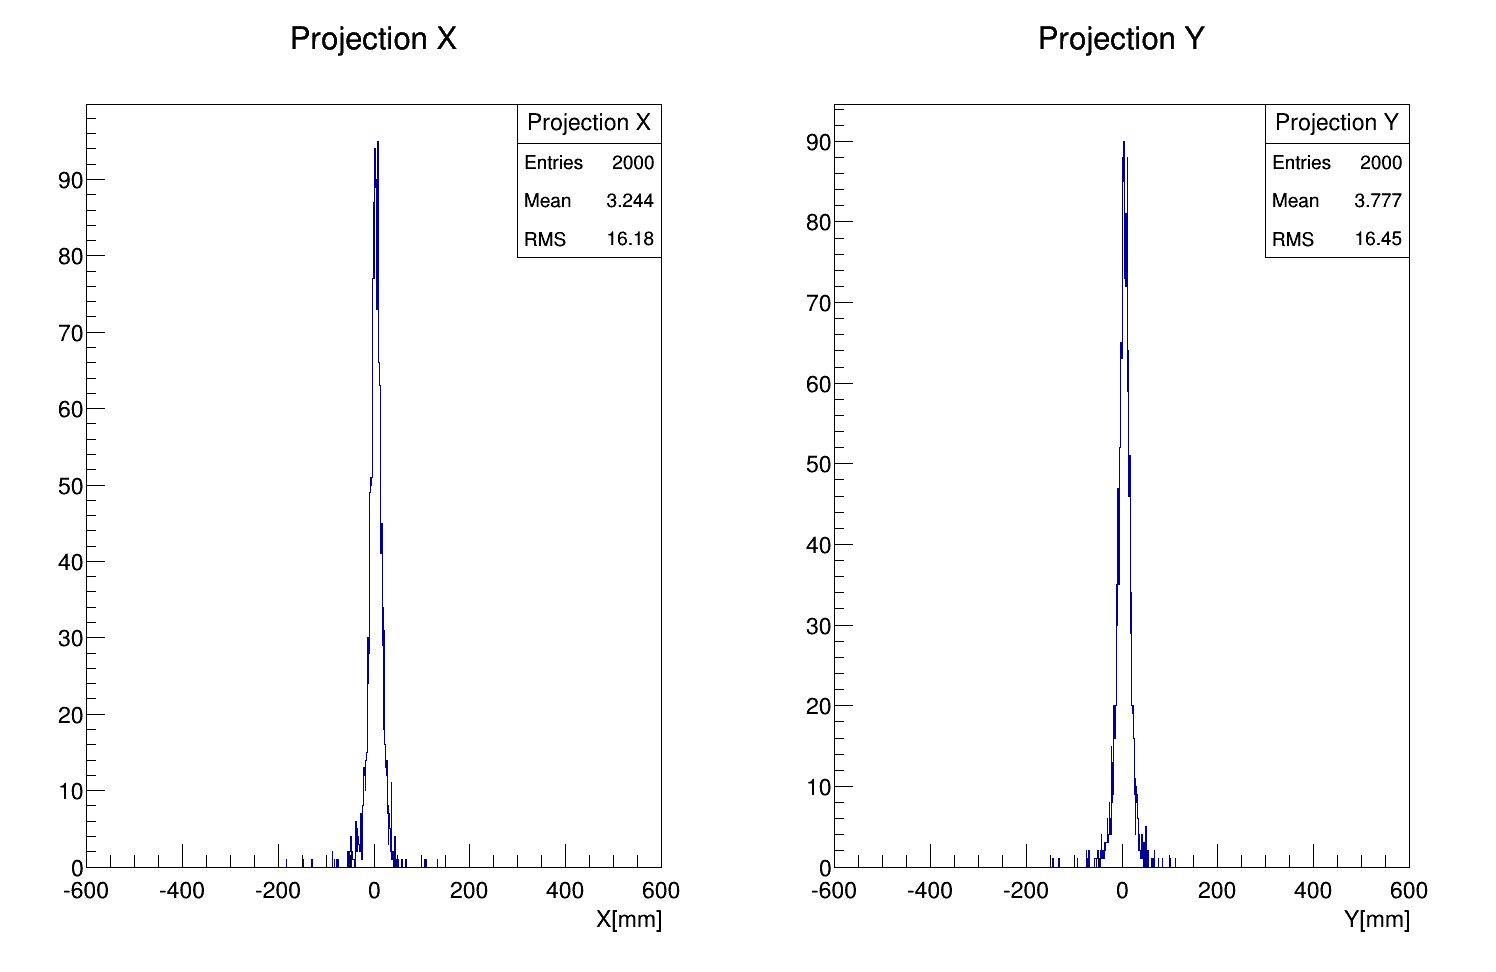 Projection X
Projection X
Entries 2000
Mean 3.244
RMS 16.18
90
80
70
60
50
40
30
20
10
0
-600 -400 -200 0 200 400 600
X[mm]
Projection Y
Projection Y
Entries 2000
Mean 3.777
RMS 16.45
90
80
70
60
50
40
30
20
10
0
-600 -400 -200 0 200 400 600
Y[mm]